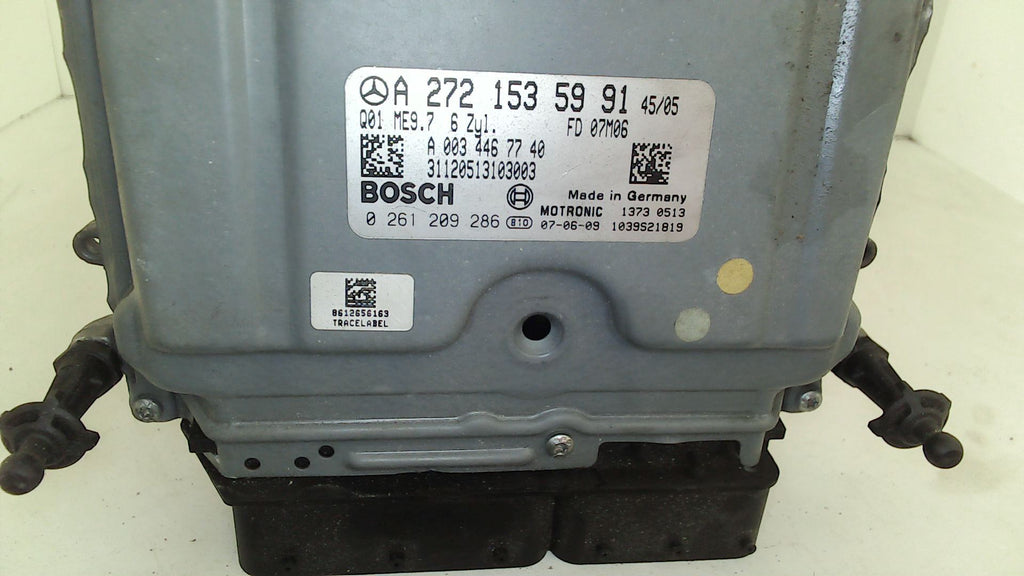 A 272 153 59 91 45/05
Q01 ME9.7 6 Zyl. FD 07M06
A 003 446 77 40
31120513103003
BOSCH Made in Germany
MOTRONIC 1373 0513
0 261 209 286 B10 07-06-09 1039S21819
8612656163
TRACELABEL